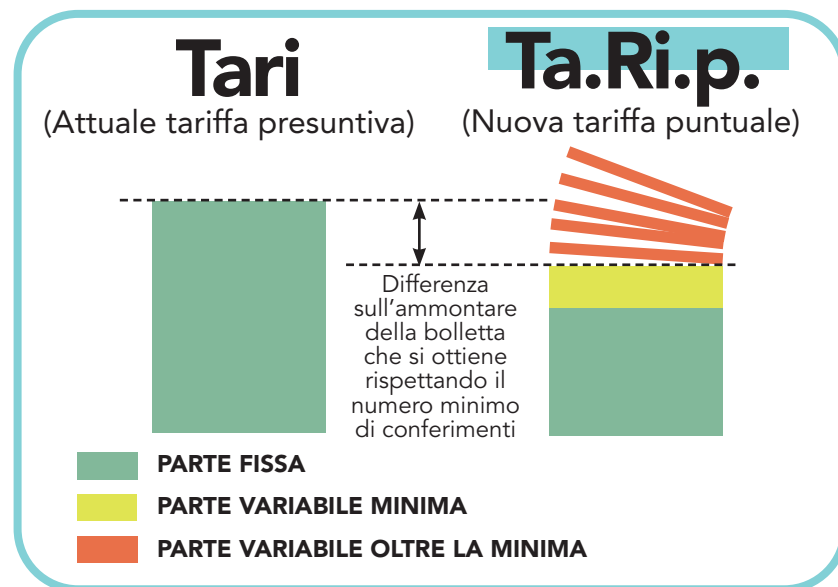 Tari
(Attuale tariffa presuntiva)
Ta.Ri.p.
(Nuova tariffa puntuale)
Differenza
sull’ammontare
della bolletta
che si ottiene
rispettando il
numero minimo
di conferimenti
PARTE FISSA
PARTE VARIABILE MINIMA
PARTE VARIABILE OLTRE LA MINIMA